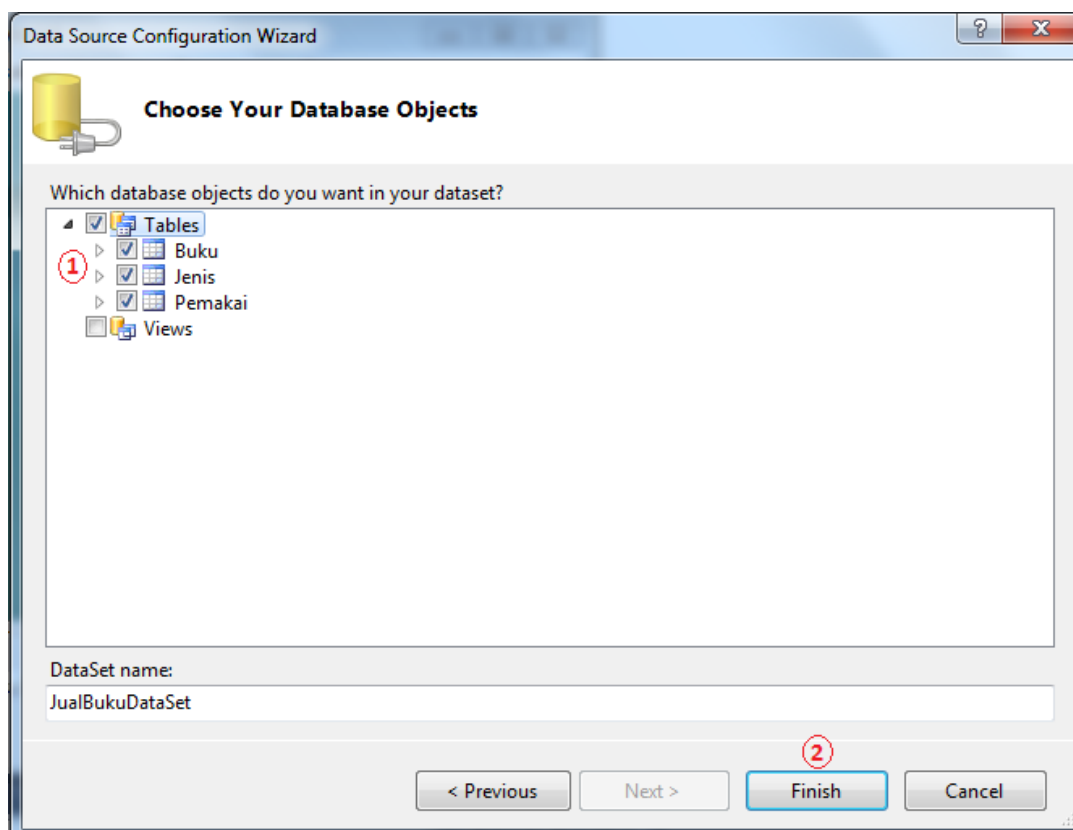 Data Source Configuration Wizard
?
X
Choose Your Database Objects
Which database objects do you want in your dataset?
Tables
1
Buku
Jenis
Pemakai
Views
DataSet name:
JualBukuDataSet
2
< Previous
Next >
Finish
Cancel